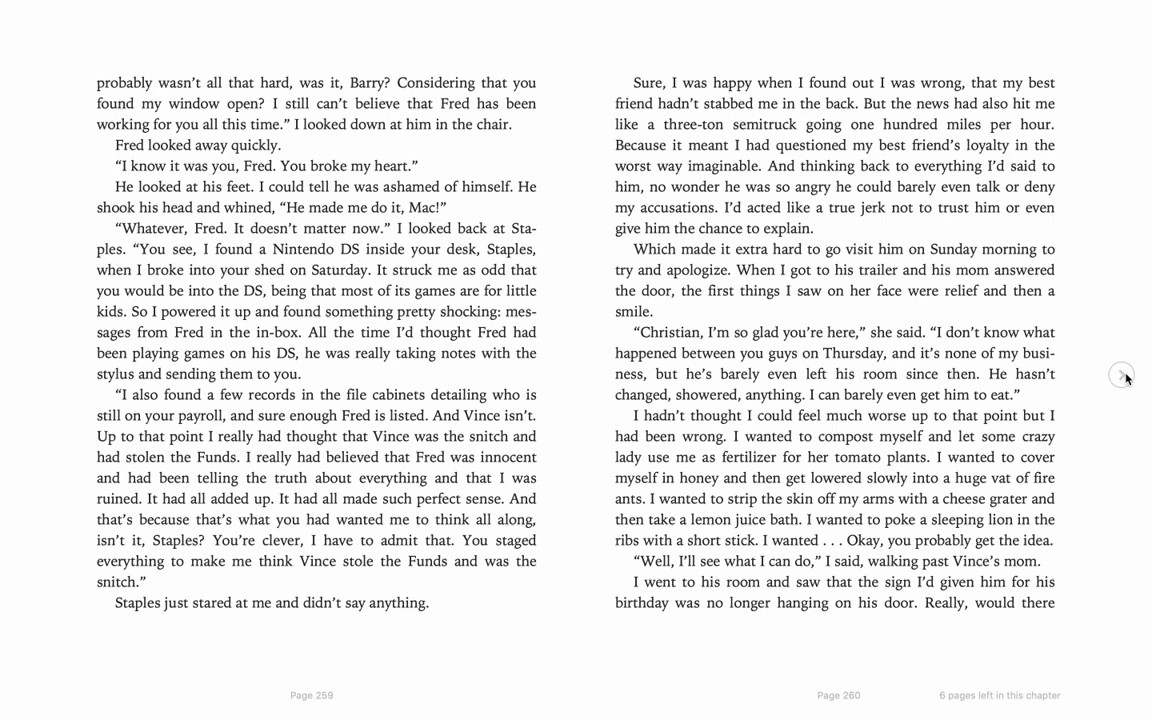 probably wasn’t all that hard, was it, Barry? Considering that you
found my window open? I still can’t believe that Fred has been
working for you all this time.” I looked down at him in the chair.
Fred looked away quickly.
“I know it was you, Fred. You broke my heart.”
He looked at his feet. I could tell he was ashamed of himself. He
shook his head and whined, “He made me do it, Mac!”
“Whatever, Fred. It doesn’t matter now.” I looked back at Sta-
ples. “You see, I found a Nintendo DS inside your desk, Staples,
when I broke into your shed on Saturday. It struck me as odd that
you would be into the DS, being that most of its games are for little
kids. So I powered it up and found something pretty shocking: mes-
sages from Fred in the in-box. All the time I’d thought Fred had
been playing games on his DS, he was really taking notes with the
stylus and sending them to you.
“I also found a few records in the file cabinets detailing who is
still on your payroll, and sure enough Fred is listed. And Vince isn’t.
Up to that point I really had thought that Vince was the snitch and
had stolen the Funds. I really had believed that Fred was innocent
and had been telling the truth about everything and that I was
ruined. It had all added up. It had all made such perfect sense. And
that’s because that’s what you had wanted me to think all along,
isn’t it, Staples? You’re clever, I have to admit that. You staged
everything to make me think Vince stole the Funds and was the
snitch.”
Staples just stared at me and didn’t say anything.
Page 259
Sure, I was happy when I found out I was wrong, that my best
friend hadn’t stabbed me in the back. But the news had also hit me
like a three-ton semitruck going one hundred miles per hour.
Because it meant I had questioned my best friend’s loyalty in the
worst way imaginable. And thinking back to everything I’d said to
him, no wonder he was so angry he could barely even talk or deny
my accusations. I’d acted like a true jerk not to trust him or even
give him the chance to explain.
Which made it extra hard to go visit him on Sunday morning to
try and apologize. When I got to his trailer and his mom answered
the door, the first things I saw on her face were relief and then a
smile.
“Christian, I’m so glad you’re here,” she said. “I don’t know what
happened between you guys on Thursday, and it’s none of my busi-
ness, but he’s barely even left his room since then. He hasn’t
changed, showered, anything. I can barely even get him to eat.”
I hadn’t thought I could feel much worse up to that point but I
had been wrong. I wanted to compost myself and let some crazy
lady use me as fertilizer for her tomato plants. I wanted to cover
myself in honey and then get lowered slowly into a huge vat of fire
ants. I wanted to strip the skin off my arms with a cheese grater and
then take a lemon juice bath. I wanted to poke a sleeping lion in the
ribs with a short stick. I wanted . . . Okay, you probably get the idea.
“Well, I’ll see what I can do,” I said, walking past Vince’s mom.
I went to his room and saw that the sign I’d given him for his
birthday was no longer hanging on his door. Really, would there
Page 260
6 pages left in this chapter